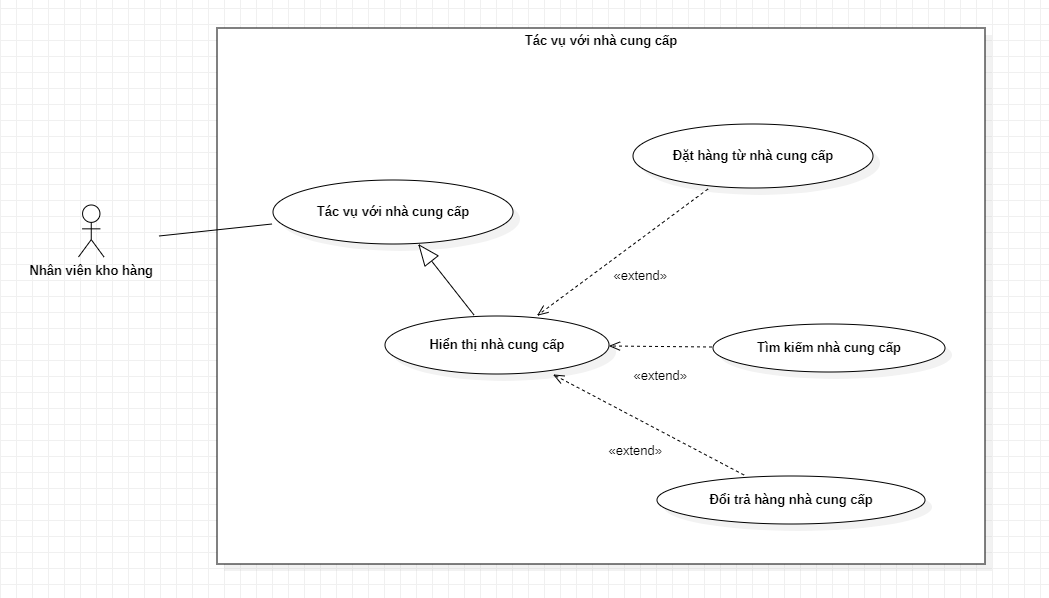 Tác vụ với nhà cung cấp
Đặt hàng từ nhà cung cấp
Tác vụ với nhà cung cấp
Nhân viên kho hàng
«extend»
Hiển thị nhà cung cấp
Tìm kiếm nhà cung cấp
«extend»
«extend»
Đổi trả hàng nhà cung cấp